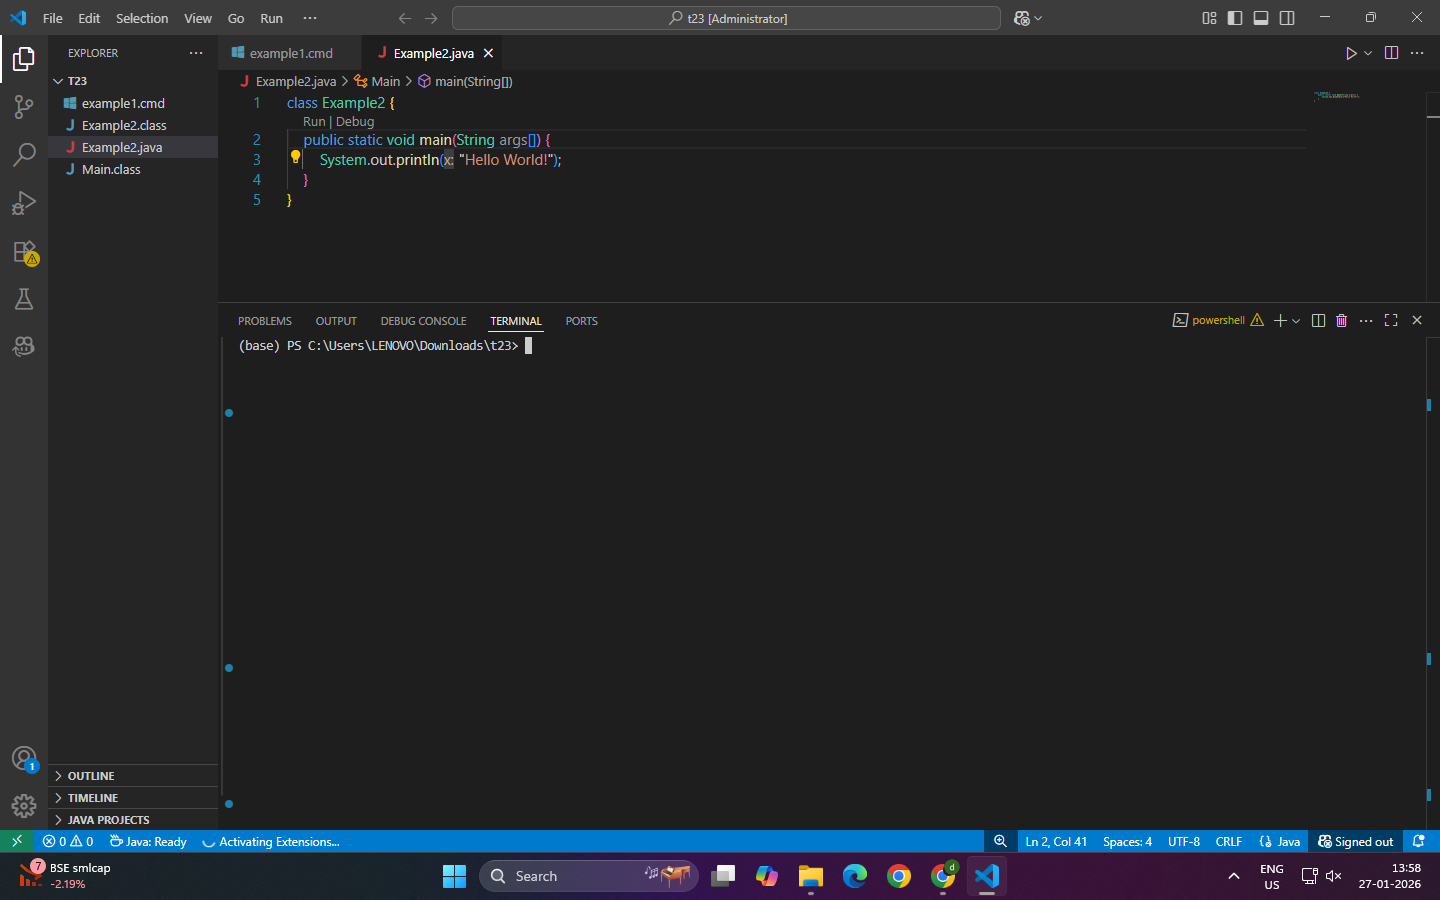 File Edit Selection View Go Run ···
t23 [Administrator]
EXPLORER
T23
example1.cmd
Example2.class
Example2.java
Main.class
OUTLINE
TIMELINE
JAVA PROJECTS
example1.cmd
Example2.java
Example2.java > Main > main(String[])
1 class Example2 {
Run | Debug
2 public static void main(String args[]) {
3 System.out.println(x: "Hello World!");
4 }
5 }
PROBLEMS OUTPUT DEBUG CONSOLE TERMINAL PORTS
powershell
(base) PS C:\Users\LENOVO\Downloads\t23>
1
0 0 Java: Ready Activating Extensions...
Ln 2, Col 41 Spaces: 4 UTF-8 CRLF {} Java Signed out
7
BSE smlcap
-2.19%
Search
d
ENG
US
13:58
27-01-2026